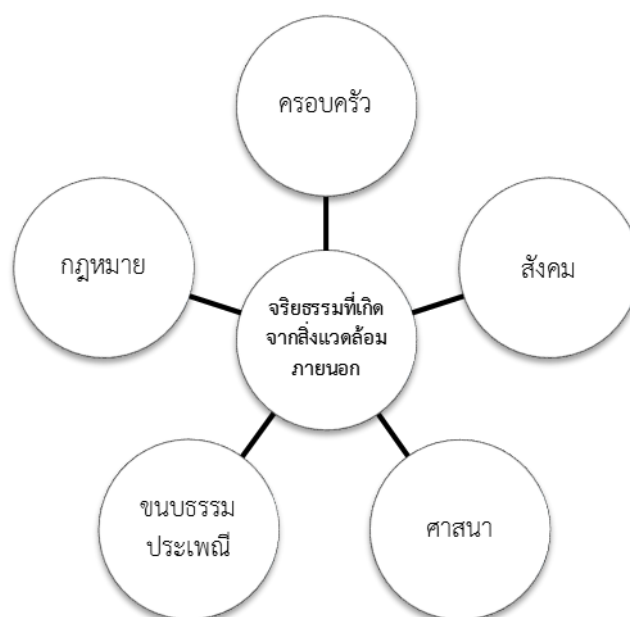 ครอบครัว
กฎหมาย
สังคม
จริยธรรมที่เกิด
จากสิ่งแวดล้อม
ภายนอก
ขนบธรรม
ประเพณี
ศาสนา